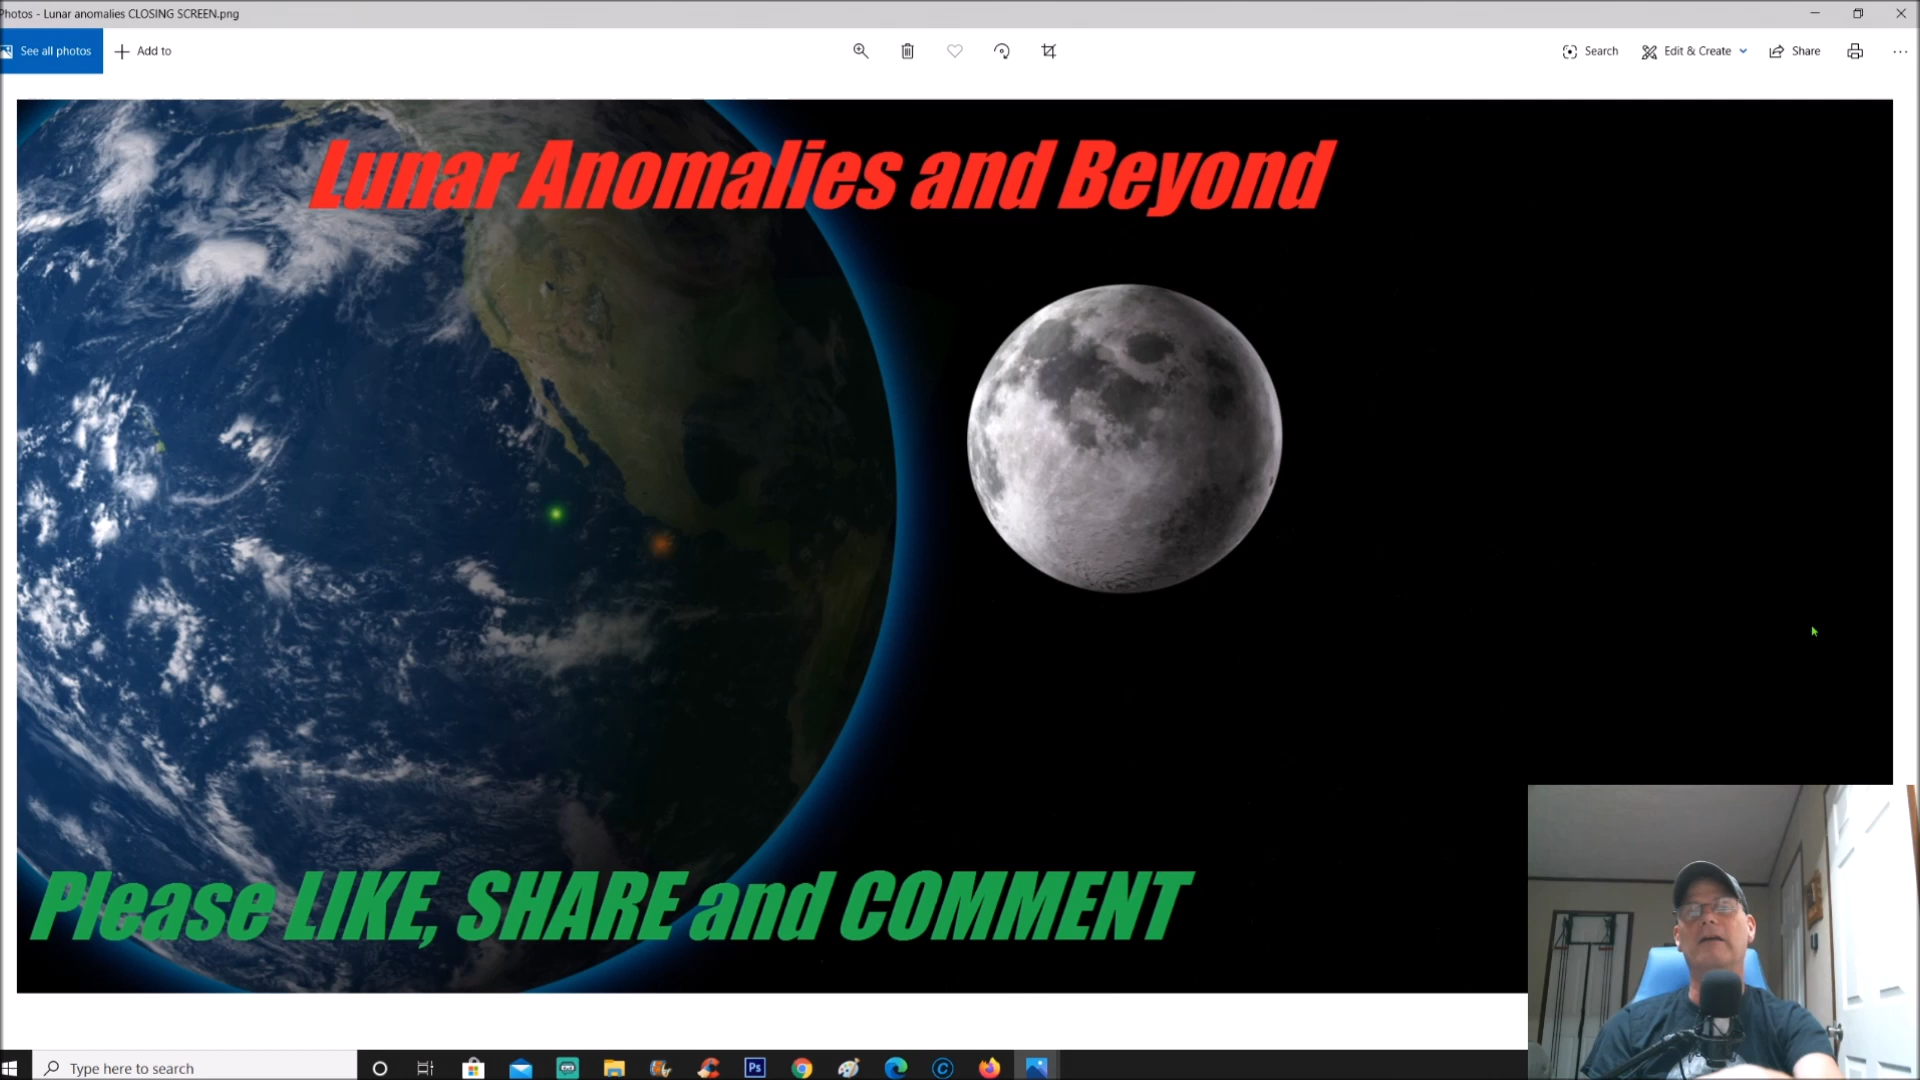 Photos - Lunar anomalies CLOSING SCREEN.png
See all photos
Add to
Search
Edit & Create
Share
Lunar Anomalies and Beyond
Please LIKE, SHARE and COMMENT
Type here to search
Ps